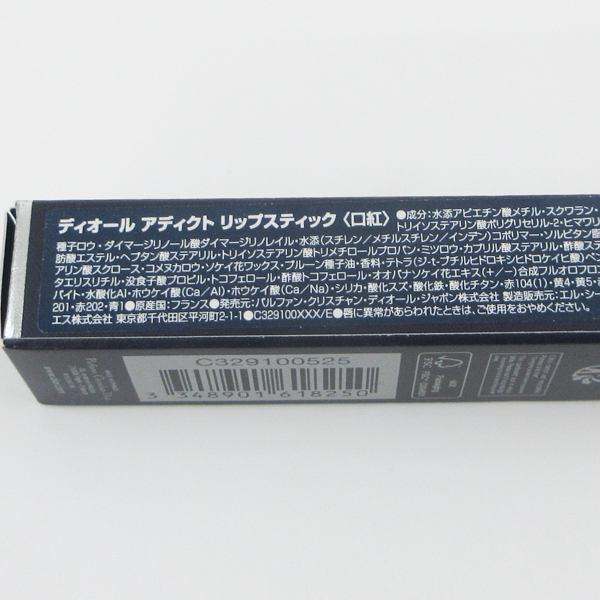 ディオール アディクト リップスティック〈口紅〉
●成分:水添アビエチン酸メチル・スクワラン・
トリイソステアリン酸ポリグリセリル-2・ヒマワリ
種子ロウ・ダイマージリノール酸ダイマージリノレイル・水添(スチレン/メチルスチレン/インデン)コポリマー・ソルビタン脂
肪酸エステル・ヘプタン酸ステアリル・トリイソステアリン酸トリメチロールプロパン・ミツロウ・カプリル酸ステアリル・酢酸ステ
アリン酸スクロース・コメヌカロウ・ソケイ花ワックス・プルーン種子油・香料・テトラ(ジ-t-ブチルヒドロキシヒドロケイヒ酸)ペン
タエリスリチル・没食子酸プロピル・トコフェロール・酢酸トコフェロール・オオバナソケイ花エキス(+/-)合成フルオロフロゴ
バイト・水酸化Al・ホウケイ酸(Ca/Al)・ホウケイ酸(Ca/Na)・シリカ・酸化スズ・酸化鉄・酸化チタン・赤104(1)・黄4・黄5・赤
201・赤202・青1●原産国:フランス●発売元:パルファン・クリスチャン・ディオール・ジャポン株式会社 製造販売元:エル・シー・
エス株式会社 東京都千代田区平河町2-1-1●C329100XXX/E●唇に異常があらわれたときは、ご使用をおやめください。
C329100525
3 348901 618250